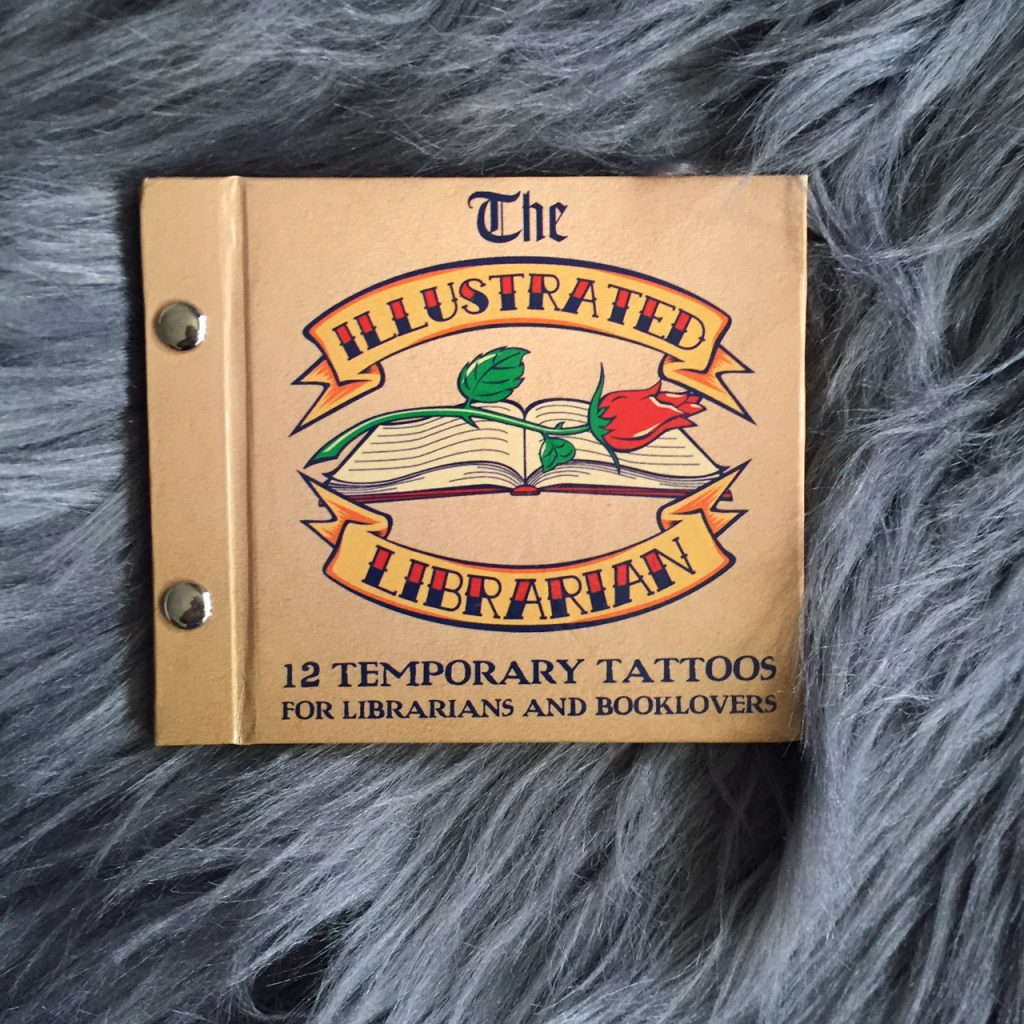 The
ILLUSTRATED
LIBRARIAN
12 TEMPORARY TATTOOS
FOR LIBRARIANS AND BOOKLOVERS